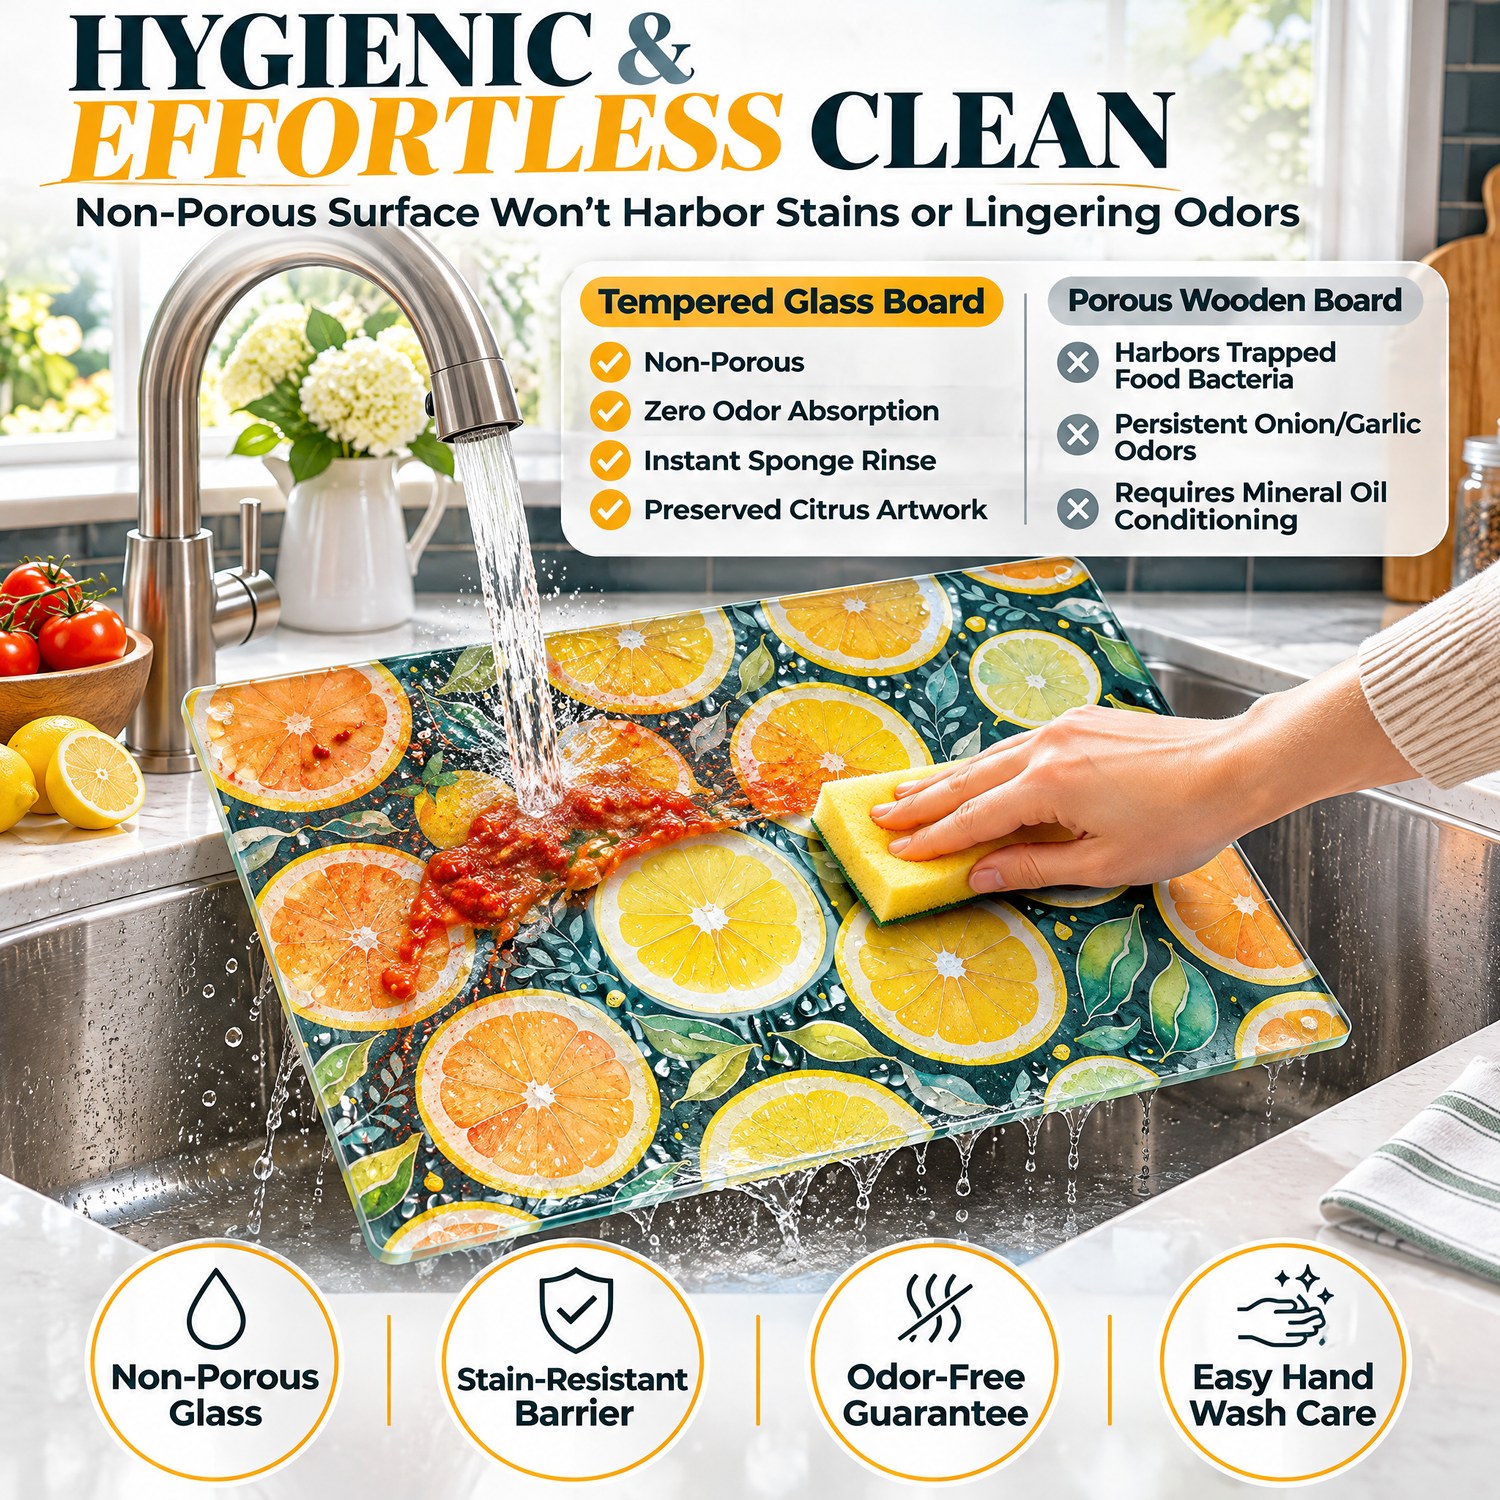 HYGIENIC &
EFFORTLESS CLEAN
Non-Porous Surface Won’t Harbor Stains or Lingering Odors
Tempered Glass Board
Non-Porous
Zero Odor Absorption
Instant Sponge Rinse
Preserved Citrus Artwork
Porous Wooden Board
Harbors Trapped
Food Bacteria
Persistent Onion/Garlic
Odors
Requires Mineral Oil
Conditioning
Non-Porous
Glass
Stain-Resistant
Barrier
Odor-Free
Guarantee
Easy Hand
Wash Care